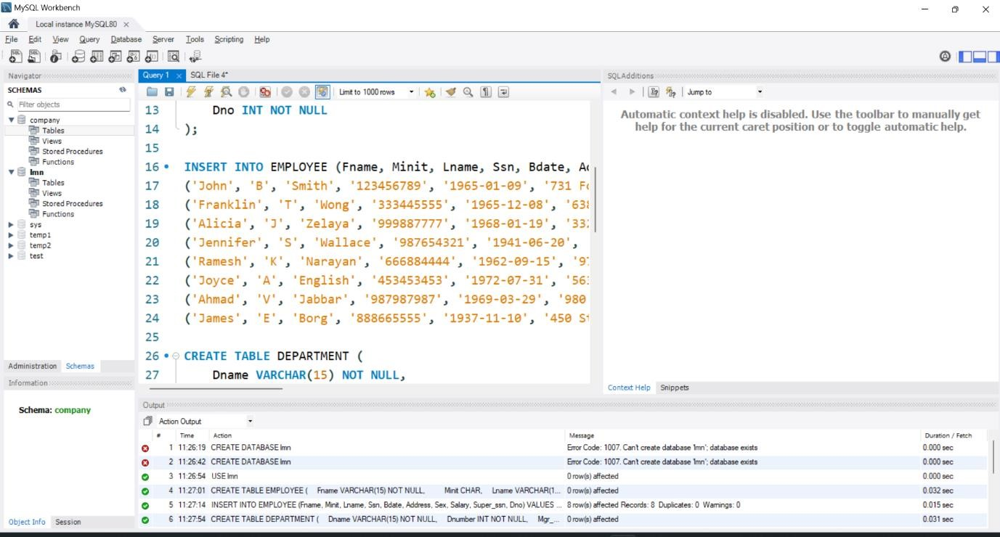 MySQL Workbench
Local instance MySQL80
File Edit View Query Database Server Tools Scripting Help
Navigator
SCHEMAS
Filter objects
company
Tables
Views
Stored Procedures
Functions
lmn
Tables
Views
Stored Procedures
Functions
sys
temp1
temp2
test
Administration Schemas
Information
Schema: company
Object Info Session
Query 1 SQL File 4*
Limit to 1000 rows
13 Dno INT NOT NULL
14 );
15
16 INSERT INTO EMPLOYEE (Fname, Minit, Lname, Ssn, Bdate, Ad
17 ('John', 'B', 'Smith', '123456789', '1965-01-09', '731 Fo
18 ('Franklin', 'T', 'Wong', '333445555', '1965-12-08', '638
19 ('Alicia', 'J', 'Zelaya', '999887777', '1968-01-19', '332
20 ('Jennifer', 'S', 'Wallace', '987654321', '1941-06-20',
21 ('Ramesh', 'K', 'Narayan', '666884444', '1962-09-15', '97
22 ('Joyce', 'A', 'English', '453453453', '1972-07-31', '563
23 ('Ahmad', 'V', 'Jabbar', '987987987', '1969-03-29', '980
24 ('James', 'E', 'Borg', '888665555', '1937-11-10', '450 St
25
26 CREATE TABLE DEPARTMENT (
27 Dname VARCHAR(15) NOT NULL,
SQLAdditions
Jump to
Automatic context help is disabled. Use the toolbar to manually get
help for the current caret position or to toggle automatic help.
Context Help Snippets
Output
Action Output
# Time Action Message Duration / Fetch
1 11:26:19 CREATE DATABASE lmn Error Code: 1007. Can't create database 'lmn'; database exists 0.000 sec
2 11:26:42 CREATE DATABASE lmn Error Code: 1007. Can't create database 'lmn'; database exists 0.000 sec
3 11:26:54 USE lmn 0 row(s) affected 0.000 sec
4 11:27:01 CREATE TABLE EMPLOYEE ( Fname VARCHAR(15) NOT NULL, Minit CHAR, Lname VARCHAR(1... 0 row(s) affected 0.032 sec
5 11:27:14 INSERT INTO EMPLOYEE (Fname, Minit, Lname, Ssn, Bdate, Address, Sex, Salary, Super_ssn, Dno) VALUES ... 8 row(s) affected Records: 8 Duplicates: 0 Warnings: 0 0.015 sec
6 11:27:54 CREATE TABLE DEPARTMENT ( Dname VARCHAR(15) NOT NULL, Dnumber INT NOT NULL, Mgr_... 0 row(s) affected 0.031 sec